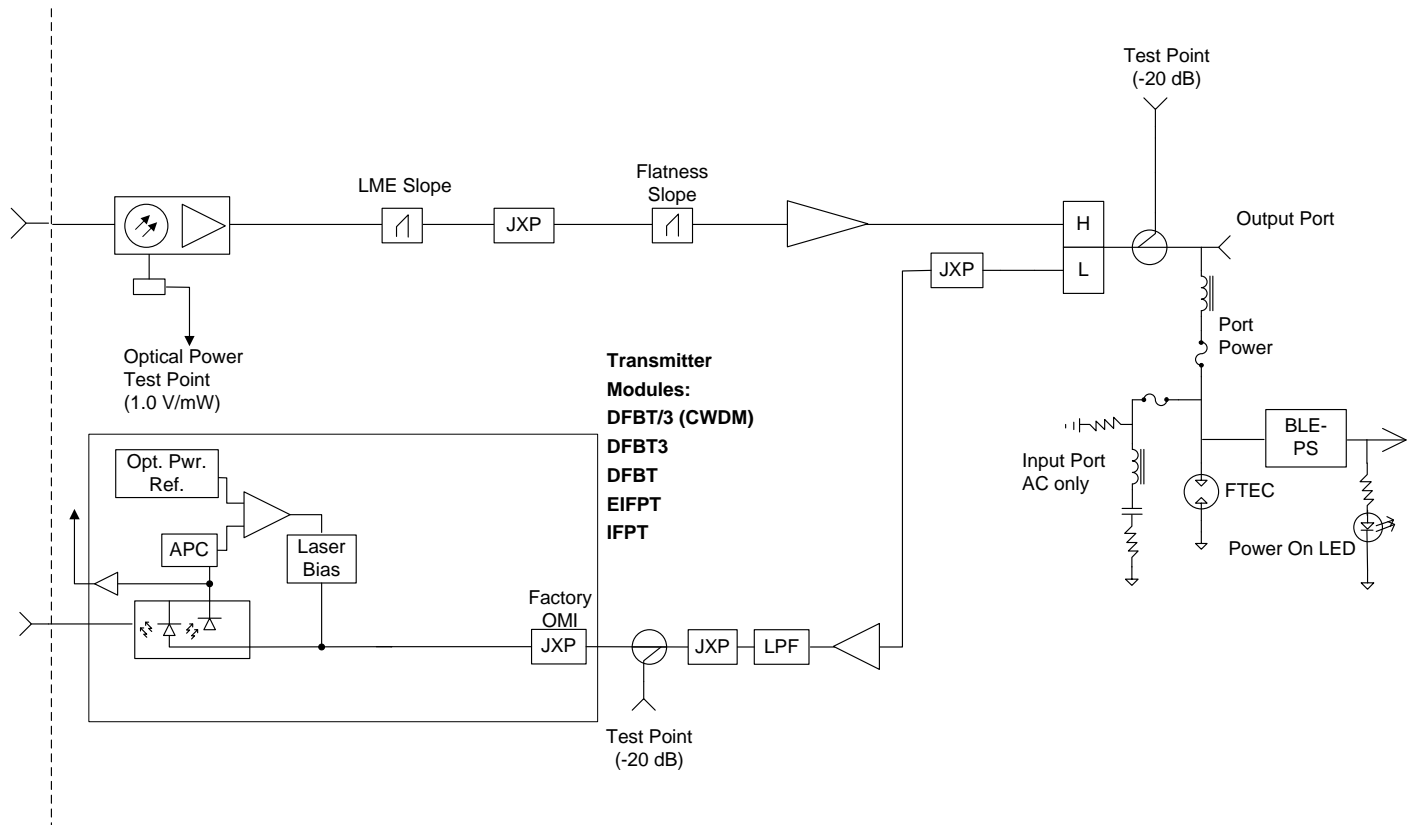 Test Point
(-20 dB)
LME Slope
Flatness
Slope
JXP
H
L
Output Port
JXP
Port
Power
Optical Power
Test Point
(1.0 V/mW)
Transmitter
Modules:
DFBT/3 (CWDM)
DFBT3
DFBT
EIFPT
IFPT
Input Port
AC only
BLE-
PS
FTEC
Power On LED
Opt. Pwr.
Ref.
APC
Laser
Bias
Factory
OMI
JXP
JXP
LPF
Test Point
(-20 dB)